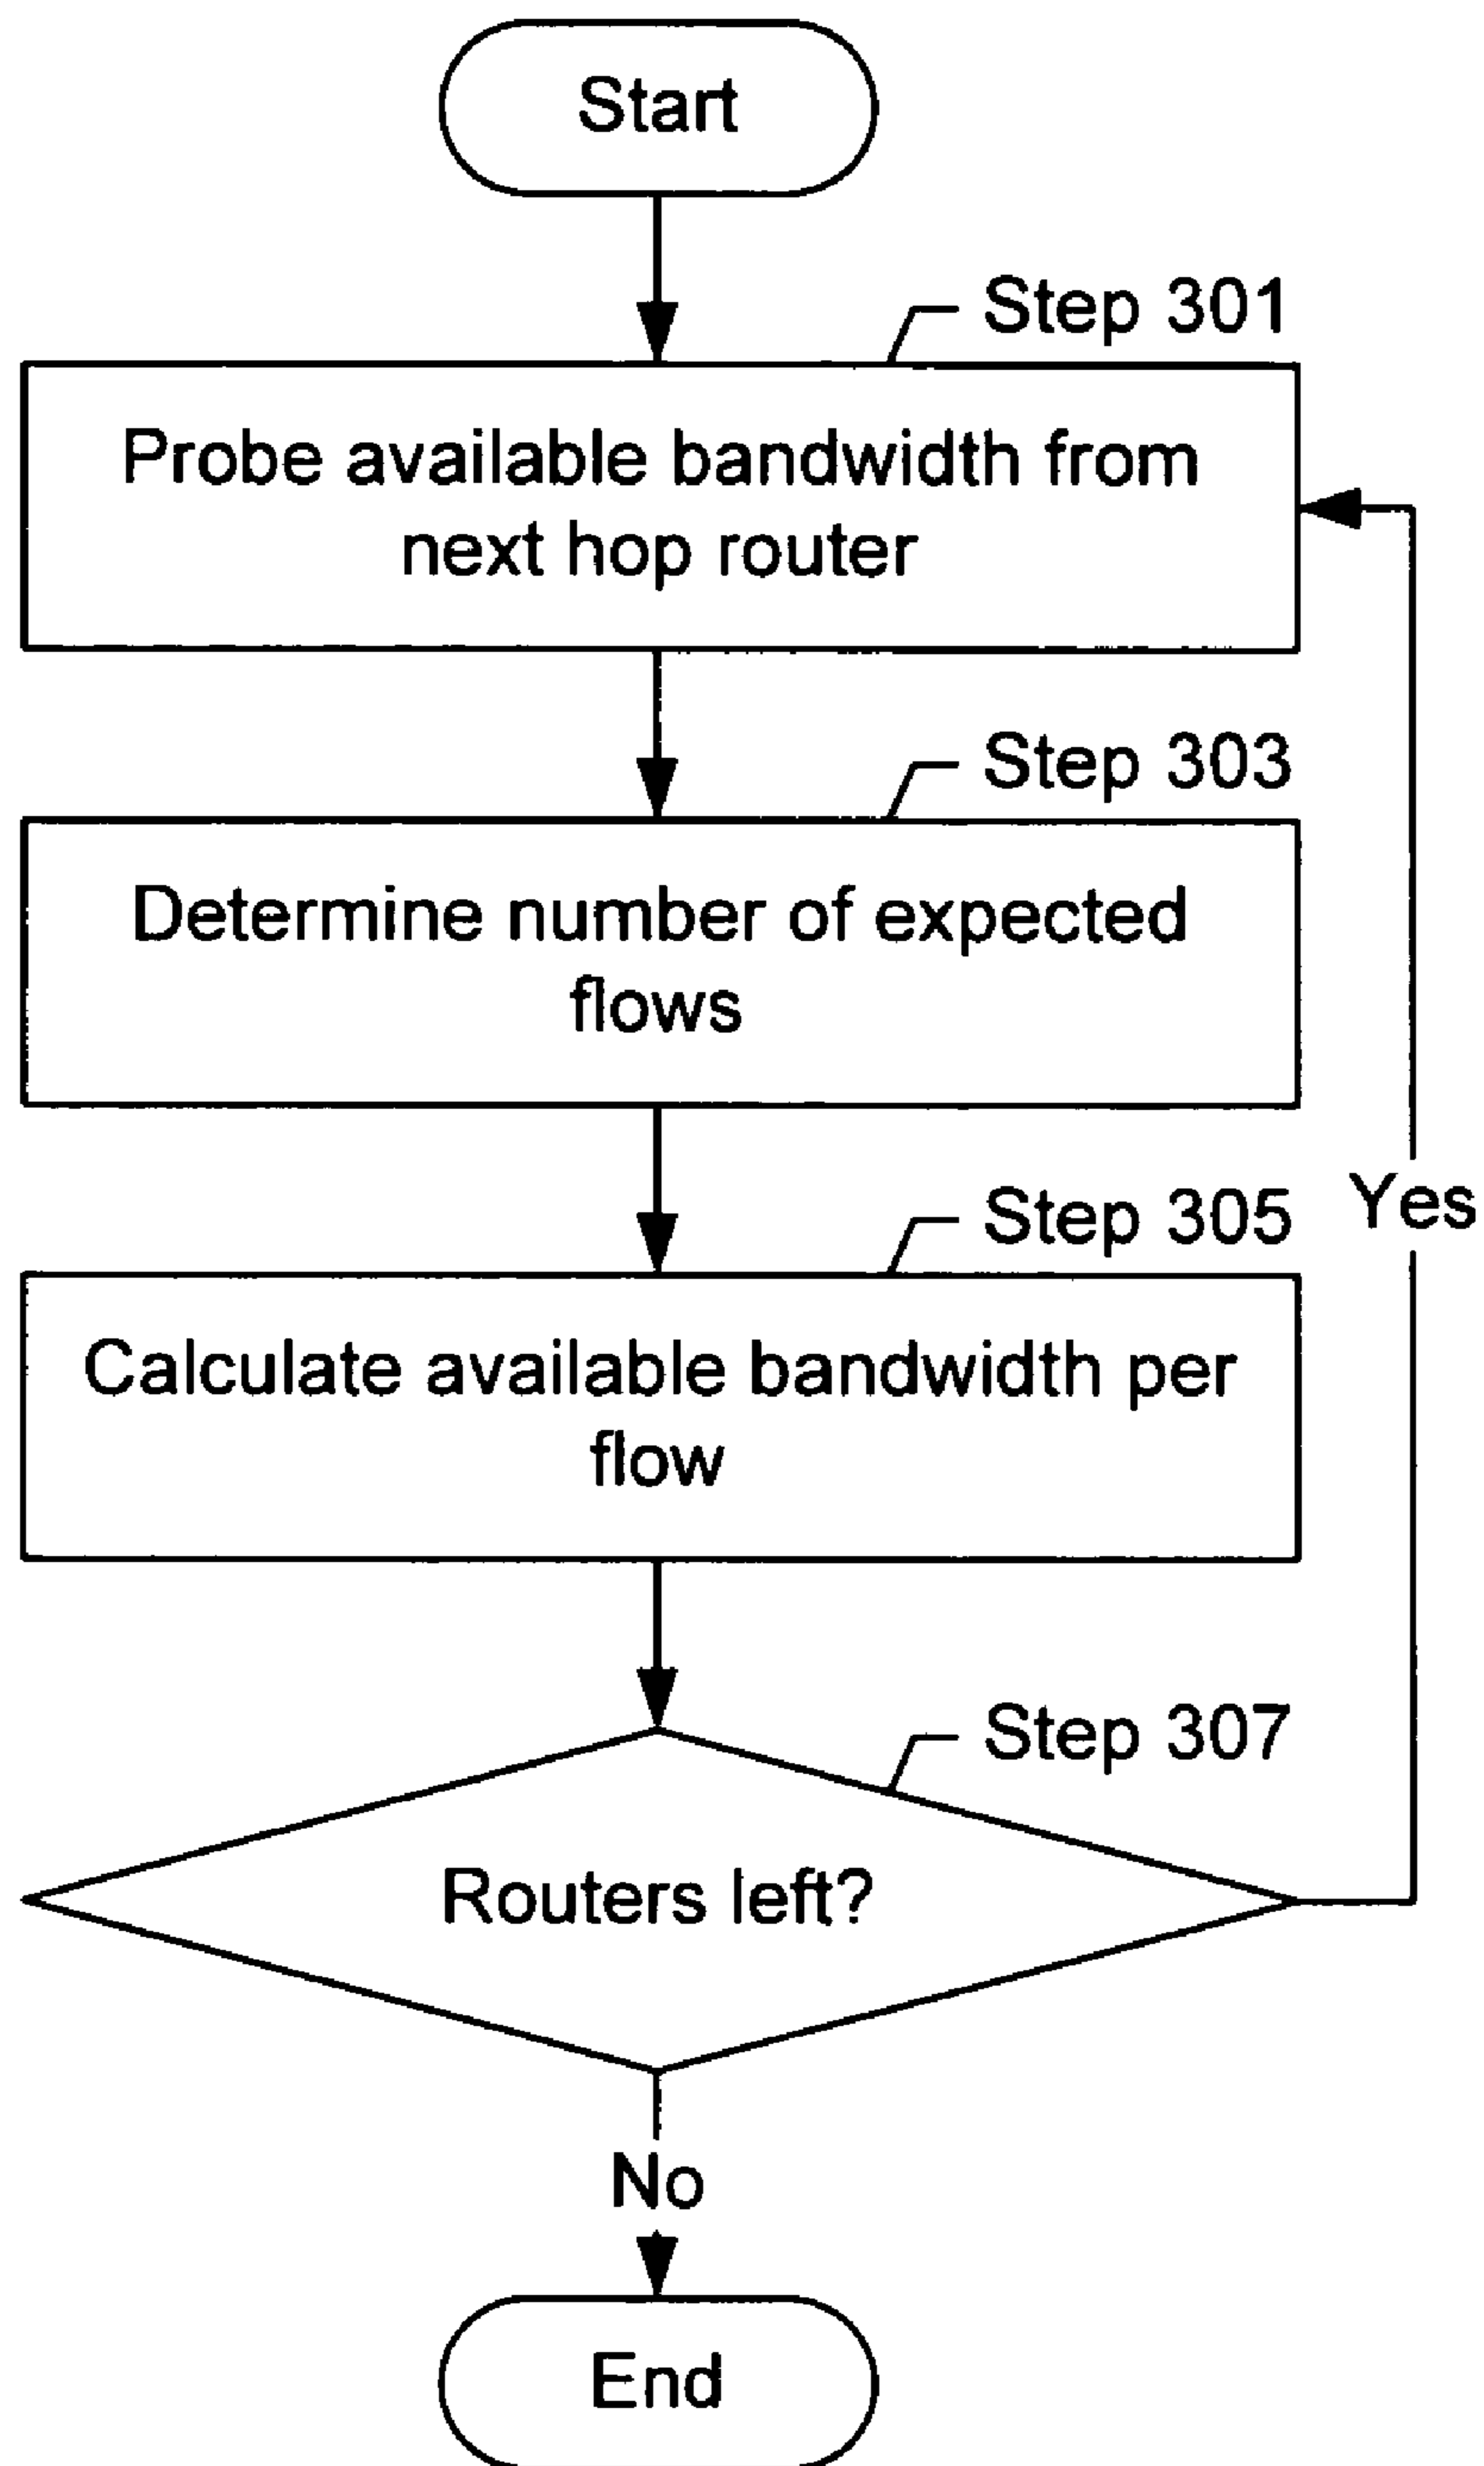 Start
Step 301
Probe available bandwidth from
next hop router
Step 303
Determine number of expected
flows
Step 305
Yes
Calculate available bandwidth per
flow
Step 307
Routers left?
No
End